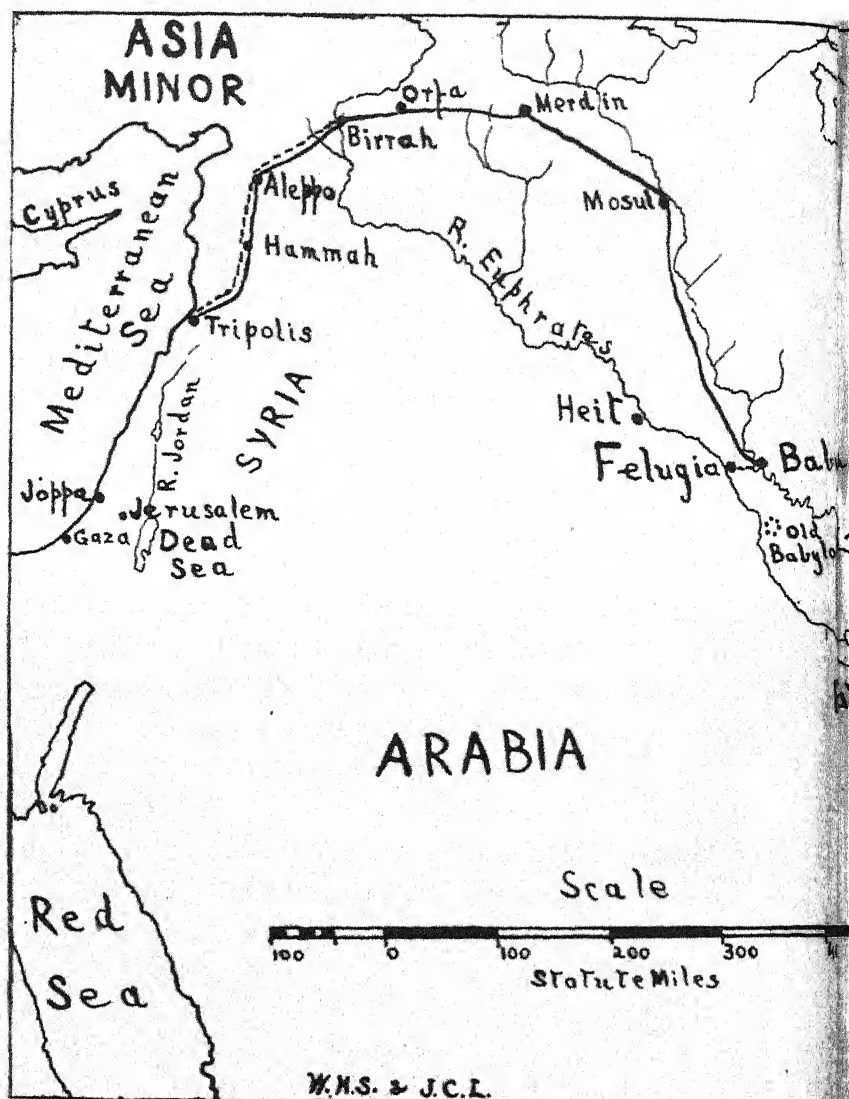 ASIA
MINOR
Orfa
Merdin
Birrah
Cyprus
Aleppo
Mosul
Mediterranean
Sea
Hammah
R. Euphrates
Tripolis
SYRIA
R. Jordan
Heit
Felugia
Joppa
Jerusalem
Gaza
Dead
Sea
Old
ARABIA
Scale
Red
Sea
100 0 100 200 300
Statute Miles
W.H.S. & J.C.L.